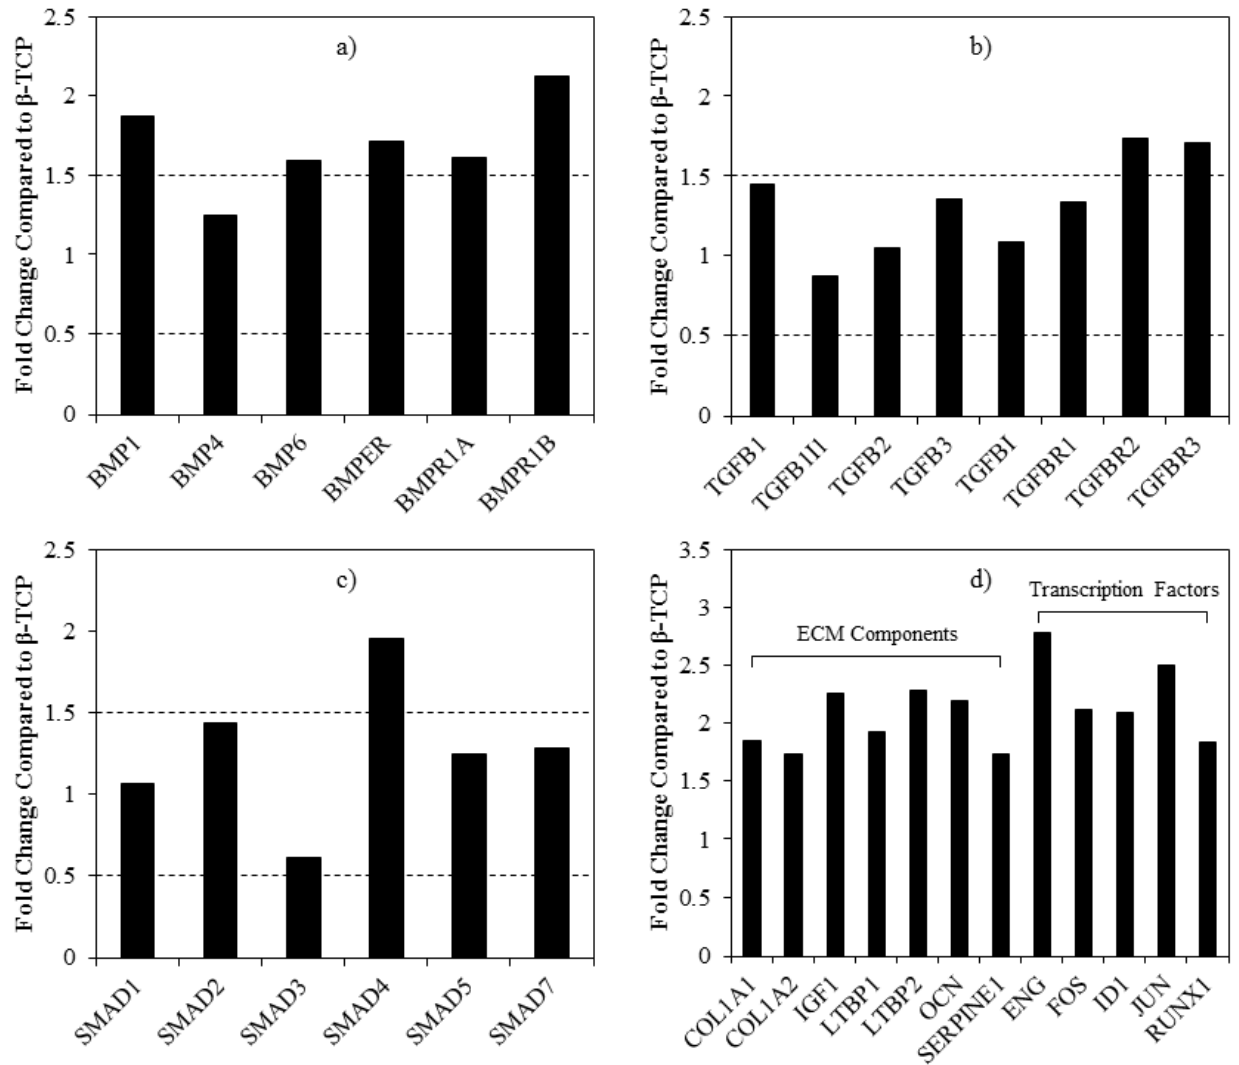 a)
Fold Change Compared to β-TCP
2.5
2
1.5
1
0.5
0
BMP1
BMP4
BMP6
BMPER
BMPR1A
BMPR1B
b)
Fold Change Compared to β-TCP
2.5
2
1.5
1
0.5
0
TGFB1
TGFB1I1
TGFB2
TGFB3
TGFBI
TGFBR1
TGFBR2
TGFBR3
c)
Fold Change Compared to β-TCP
2.5
2
1.5
1
0.5
0
SMAD1
SMAD2
SMAD3
SMAD4
SMAD5
SMAD7
d)
Fold Change Compared to β-TCP
3.5
3
2.5
2
1.5
1
0.5
0
Transcription Factors
ECM Components
COL1A1
COL1A2
IGF1
LTBP1
LTBP2
OCN
SERPINE1
ENG
FOS
ID1
JUN
RUNX1